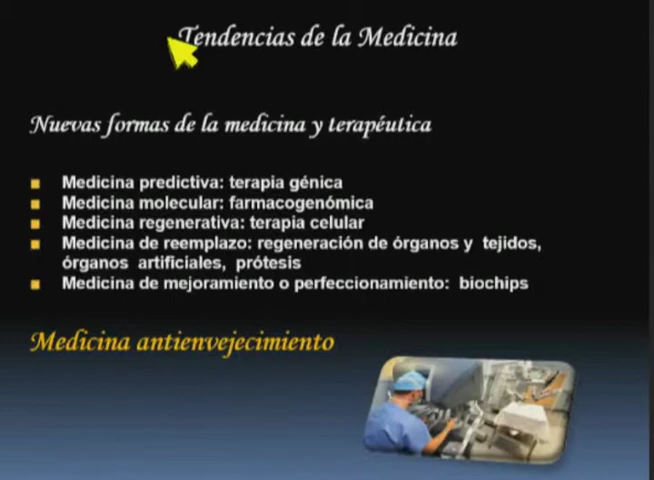 Tendencias de la Medicina
Nuevas formas de la medicina y terapéutica
Medicina predictiva: terapia génica
Medicina molecular: farmacogenómica
Medicina regenerativa: terapia celular
Medicina de reemplazo: regeneración de órganos y tejidos,
órganos artificiales, prótesis
Medicina de mejoramiento o perfeccionamiento: biochips
Medicina antienvejecimiento